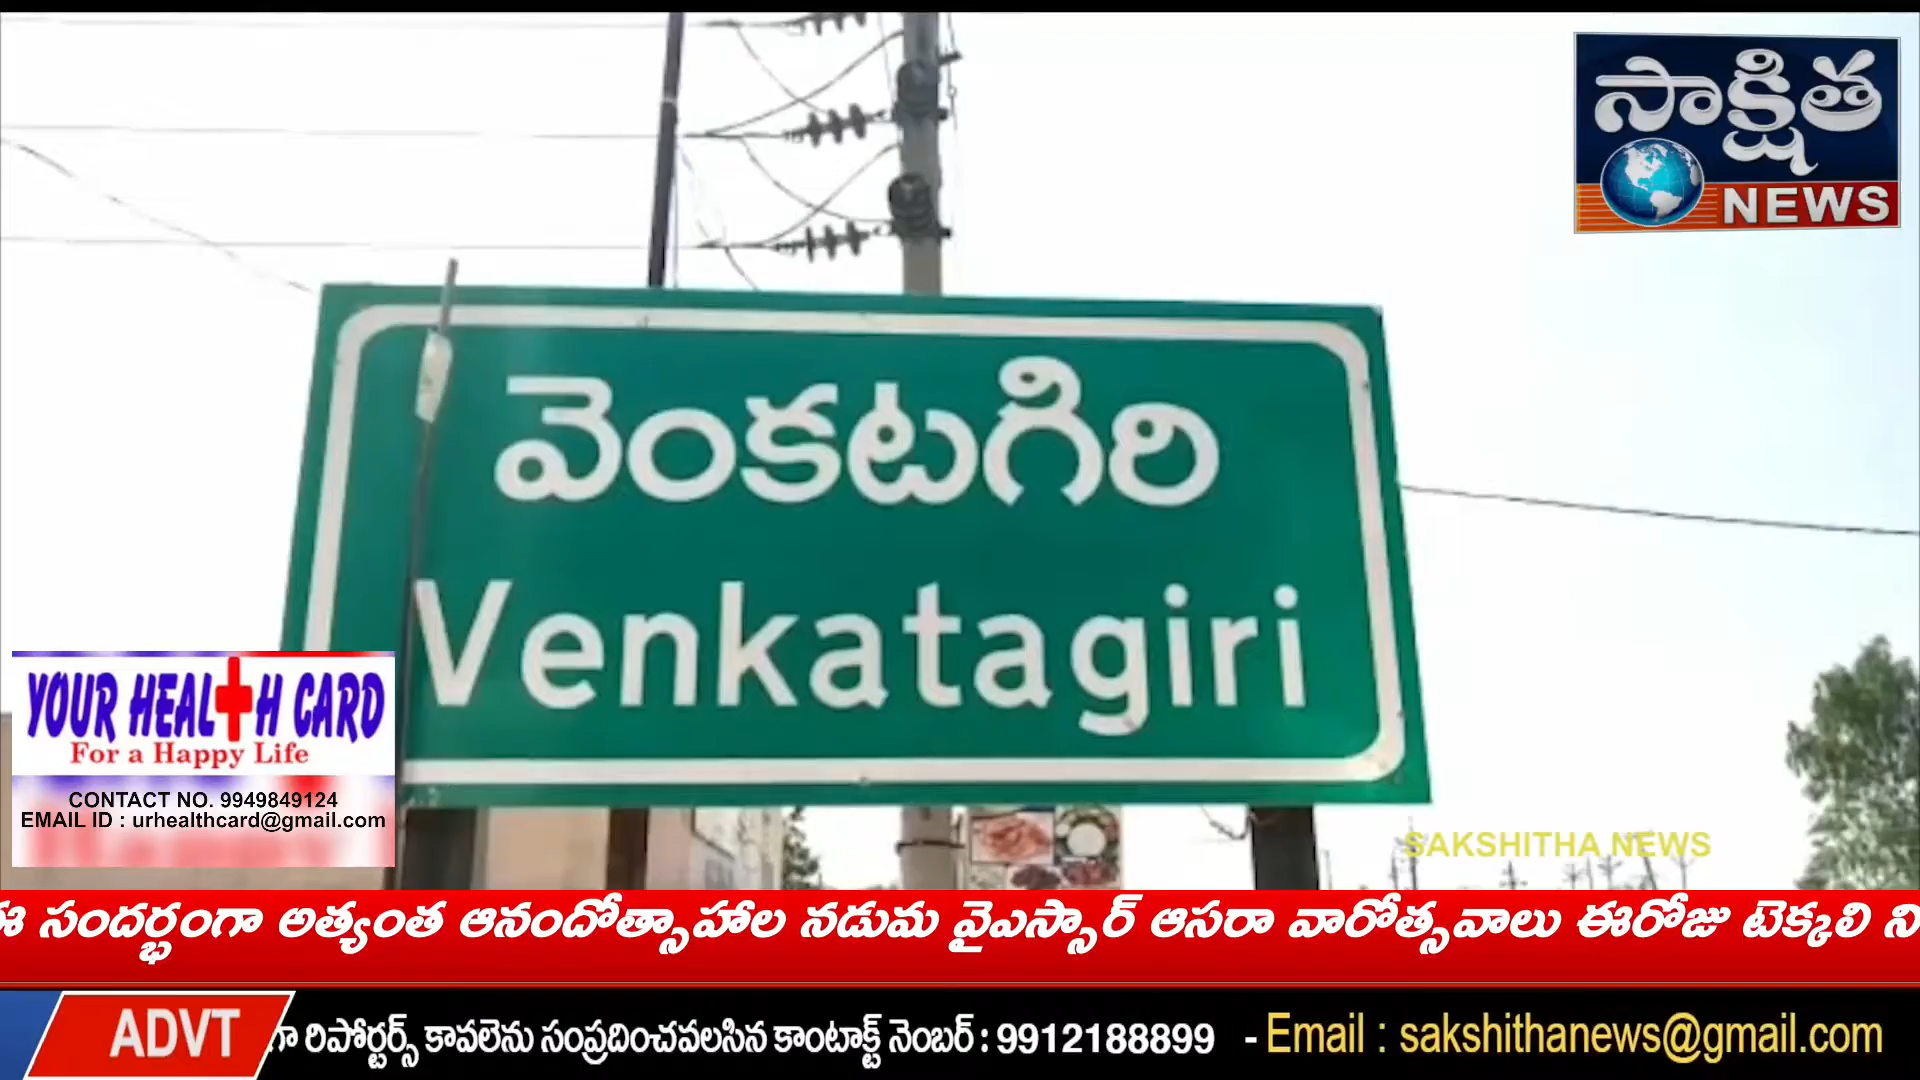 సాక్షిత
NEWS
వెంకటగిరి
Venkatagiri
YOUR HEALTH CARD
For a Happy Life
CONTACT NO. 9949849124
EMAIL ID : urhealthcard@gmail.com
SAKSHITHA NEWS
ఈ సందర్భంగా అత్యంత ఆనందోత్సాహాల నడుమ వైఎస్సార్ ఆసరా వారోత్సవాలు ఈరోజు టెక్కలి ని
ADVT గా రిపోర్టర్స్ కావలెను సంప్రదించవలసిన కాంటాక్ట్ నెంబర్ : 9912188899 - Email : sakshithanews@gmail.com